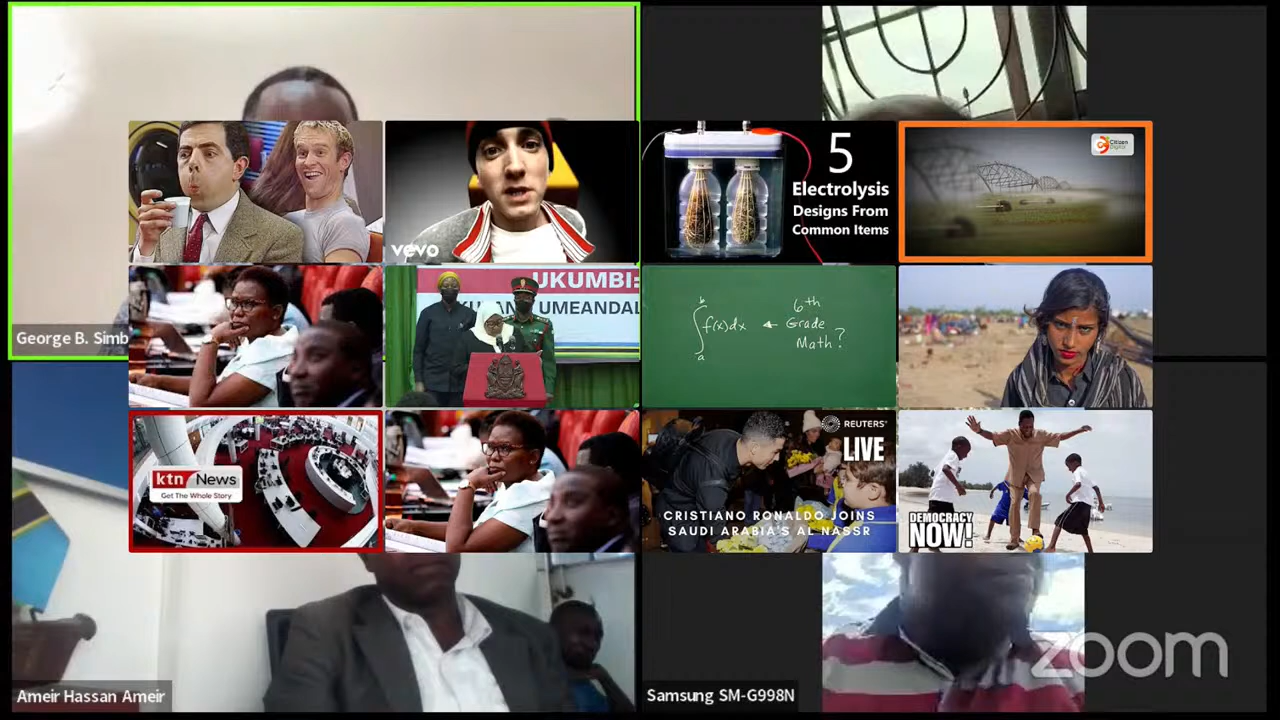 George B. Simb
vevo
5
Electrolysis
Designs From
Common Items
Citizen
Digital
UKUMBI:
UMEANDAL
b
∫f(x)dx ← 6th
Grade
Math?
a
ktn News
Get The Whole Story
REUTERS
LIVE
CRISTIANO RONALDO JOINS
SAUDI ARABIA'S AL NASSR
DEMOCRACY
NOW!
Ameir Hassan Ameir
Samsung SM-G998N
zoom